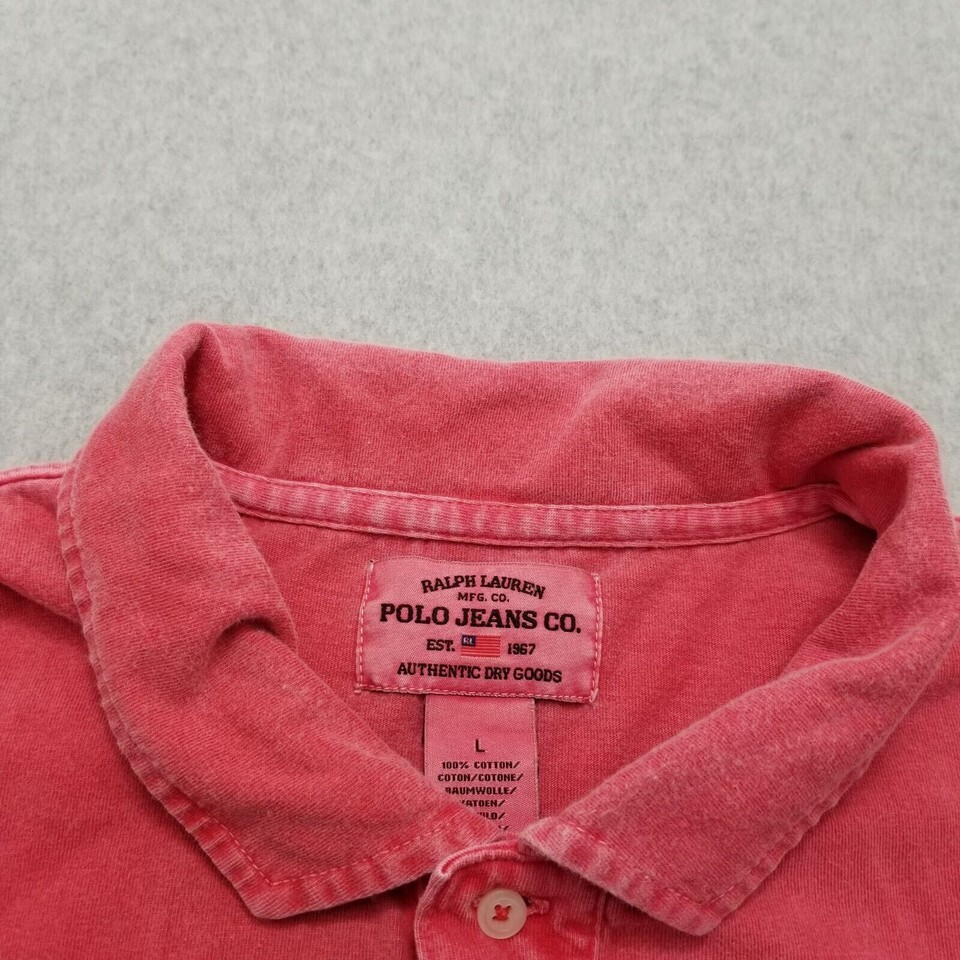 RALPH LAUREN
MFG. CO.
POLO JEANS CO.
EST. RL 1967
AUTHENTIC DRY GOODS
L
100% COTTON/
COTON/COTONE/
BAUMWOLLE/